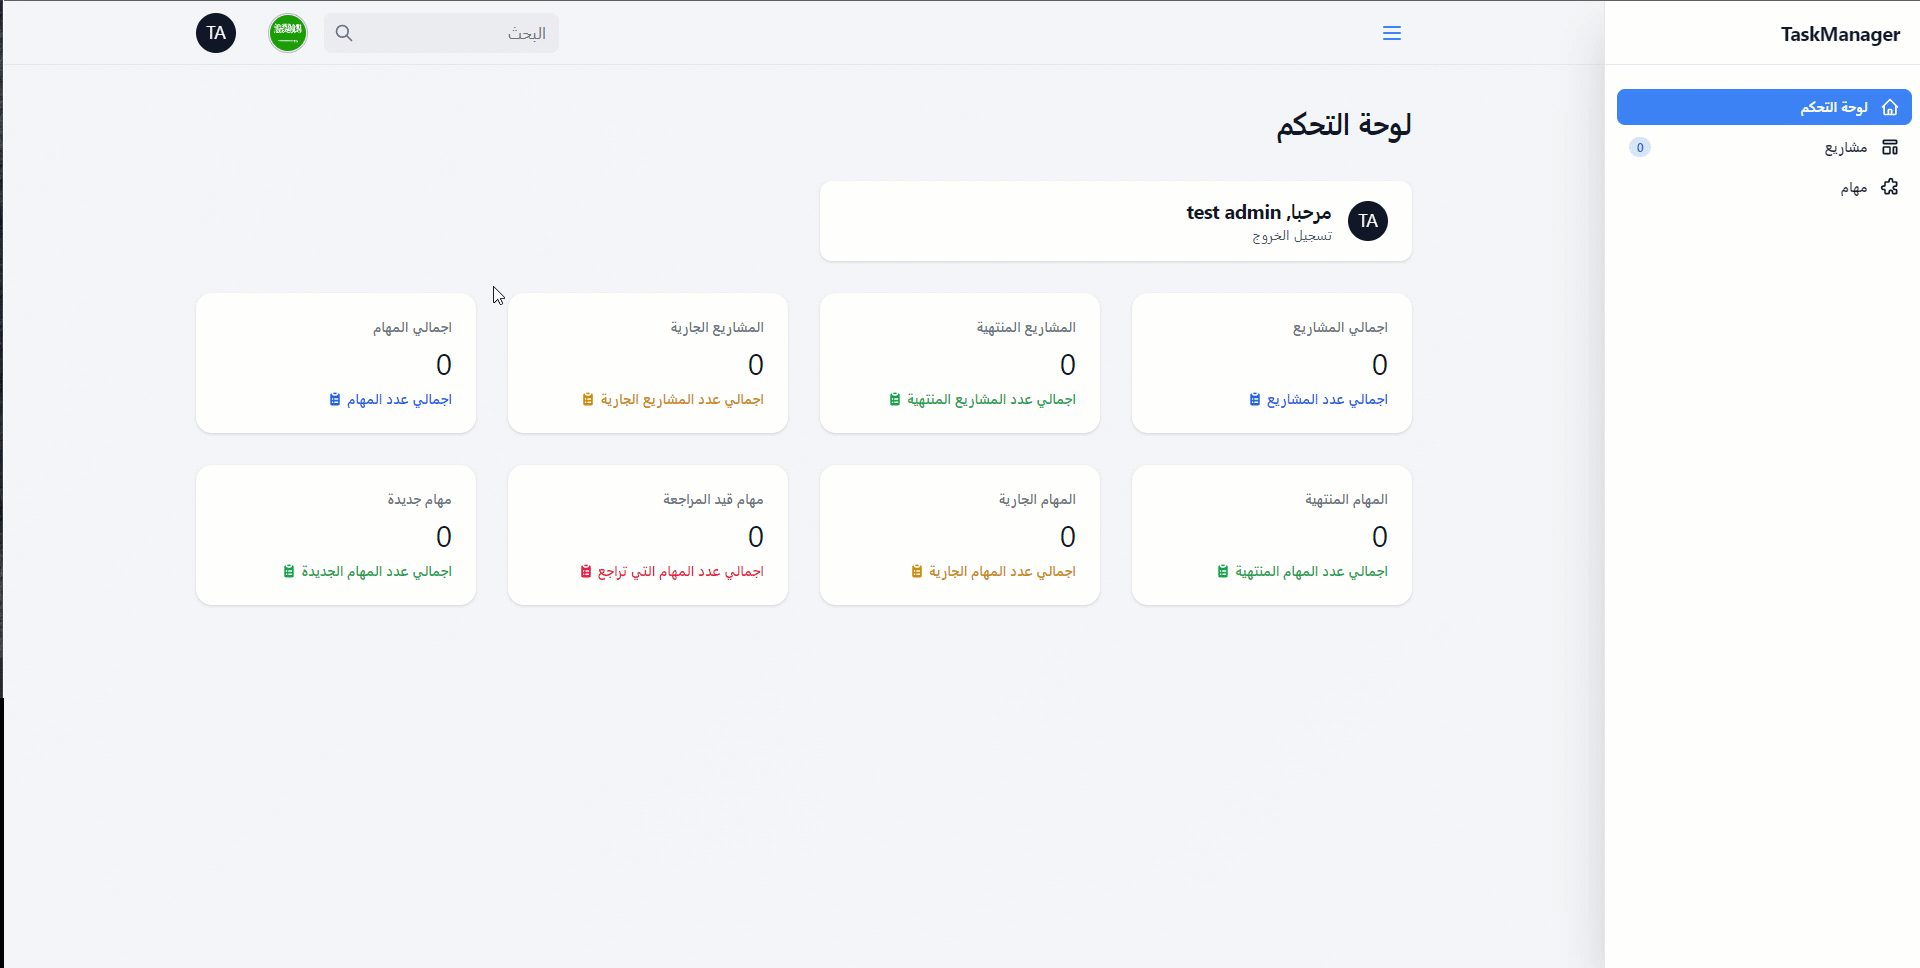 TaskManager
لوحة التحكم
مشاريع
0
مهام
البحث
TA
لوحة التحكم
TA
مرحبا, test admin
تسجيل الخروج
اجمالي المشاريع
0
اجمالي عدد المشاريع
المشاريع المنتهية
0
اجمالي عدد المشاريع المنتهية
المشاريع الجارية
0
اجمالي عدد المشاريع الجارية
اجمالي المهام
0
اجمالي عدد المهام
المهام المنتهية
0
اجمالي عدد المهام المنتهية
المهام الجارية
0
اجمالي عدد المهام الجارية
مهام قيد المراجعة
0
اجمالي عدد المهام التي تراجع
مهام جديدة
0
اجمالي عدد المهام الجديدة